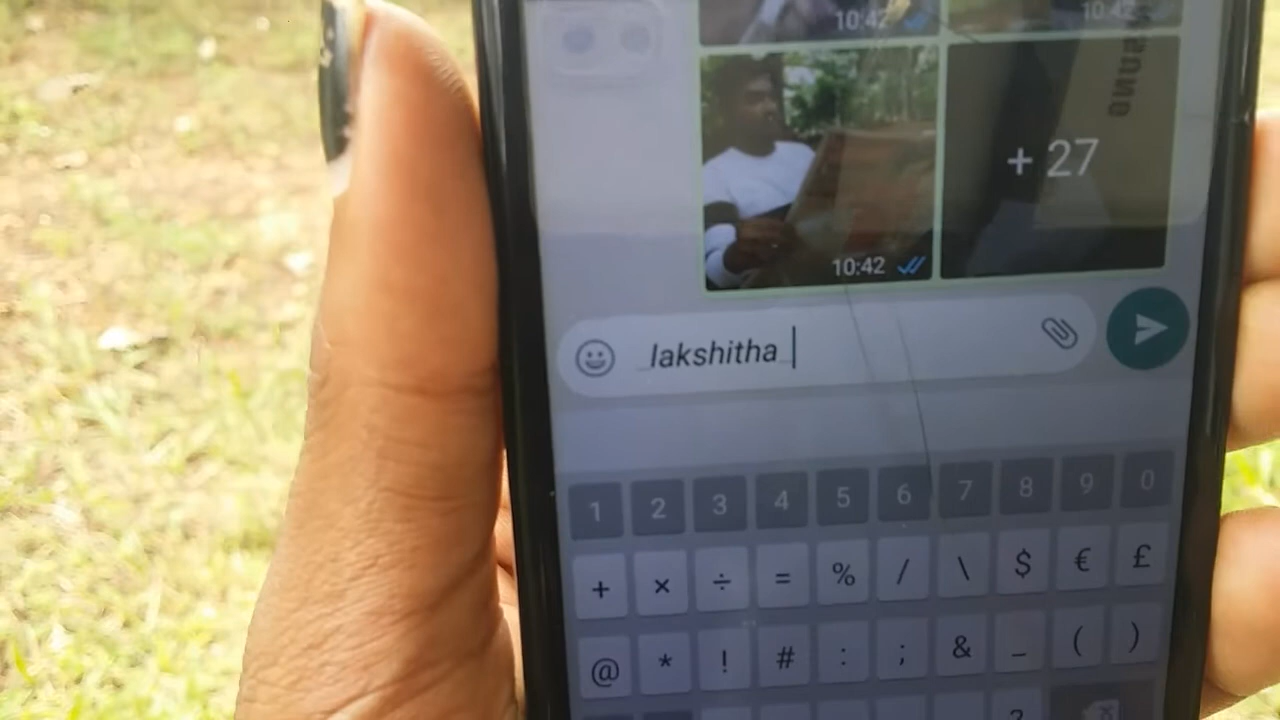 10:42
10:42
+ 27
10:42
lakshitha
1 2 3 4 5 6 7 8 9 0
+ × ÷ = % / \ $ € £
@ * ! # : ; & _ ( )
?